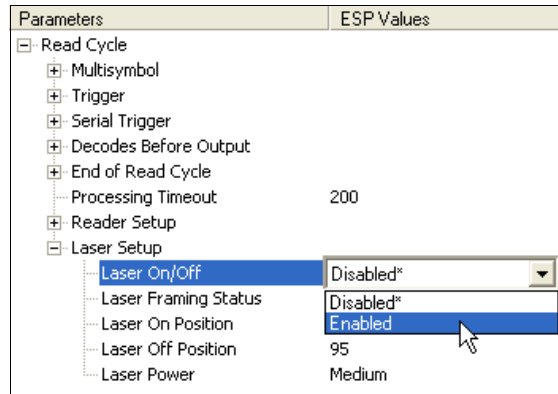 Parameters ESP Values
Read Cycle
Multisymbol
Trigger
Serial Trigger
Decodes Before Output
End of Read Cycle
Processing Timeout 200
Reader Setup
Laser Setup
Laser On/Off Disabled*
Laser Framing Status Disabled*
Laser On Position Enabled
Laser Off Position 95
Laser Power Medium